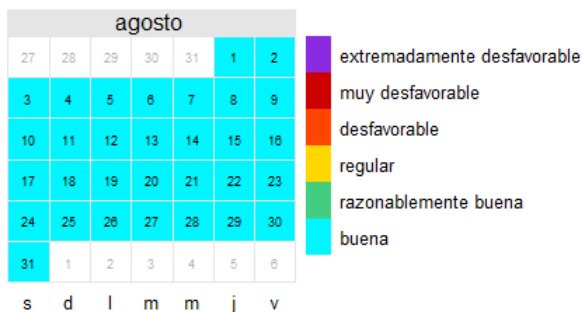 agosto
27 28 29 30 31 1 2
3 4 5 6 7 8 9
10 11 12 13 14 15 16
17 18 19 20 21 22 23
24 25 26 27 28 29 30
31 1 2 3 4 5 6
s d l m m j v
extremadamente desfavorable
muy desfavorable
desfavorable
regular
razonablemente buena
buena